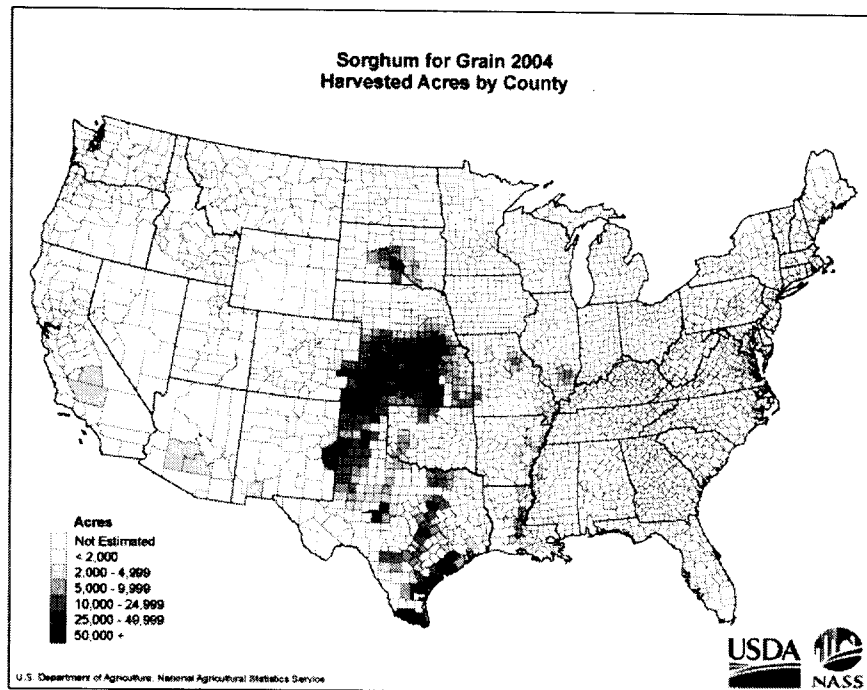 Sorghum for Grain 2004
Harvested Acres by County
Acres
Not Estimated
< 2,000
2,000 - 4,999
5,000 - 9,999
10,000 - 24,999
25,000 - 49,999
50,000 +
U.S. Department of Agriculture, National Agricultural Statistics Service
USDA
NASS